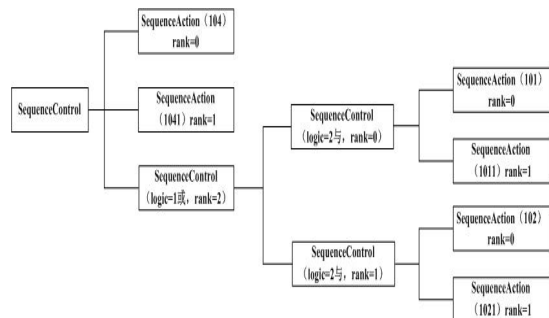 SequenceControl
SequenceAction（104）
rank=0
SequenceAction
（1041）rank=1
SequenceControl
（logic=1或，rank=2）
SequenceControl
（logic=2与，rank=0）
SequenceAction（101）
rank=0
SequenceAction
（1011）rank=1
SequenceControl
（logic=2与，rank=1）
SequenceAction（102）
rank=0
SequenceAction
（1021）rank=1